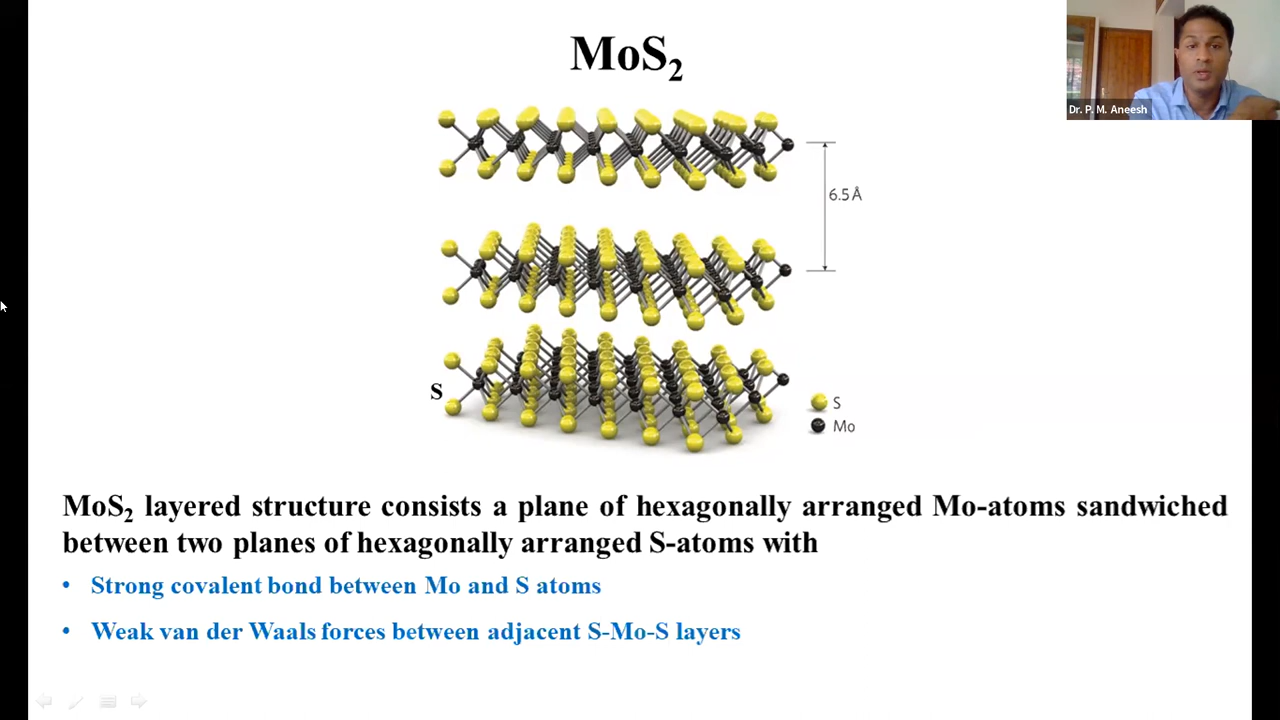 MoS₂
Dr. P. M. Aneesh
6.5 Å
S
S
Mo
MoS₂ layered structure consists a plane of hexagonally arranged Mo-atoms sandwiched
between two planes of hexagonally arranged S-atoms with
• Strong covalent bond between Mo and S atoms
• Weak van der Waals forces between adjacent S-Mo-S layers